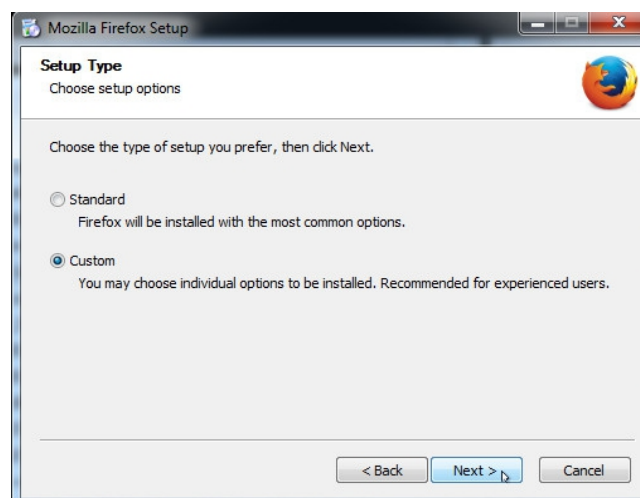 Mozilla Firefox Setup
Setup Type
Choose setup options
Choose the type of setup you prefer, then click Next.
Standard
Firefox will be installed with the most common options.
Custom
You may choose individual options to be installed. Recommended for experienced users.
< Back Next > Cancel